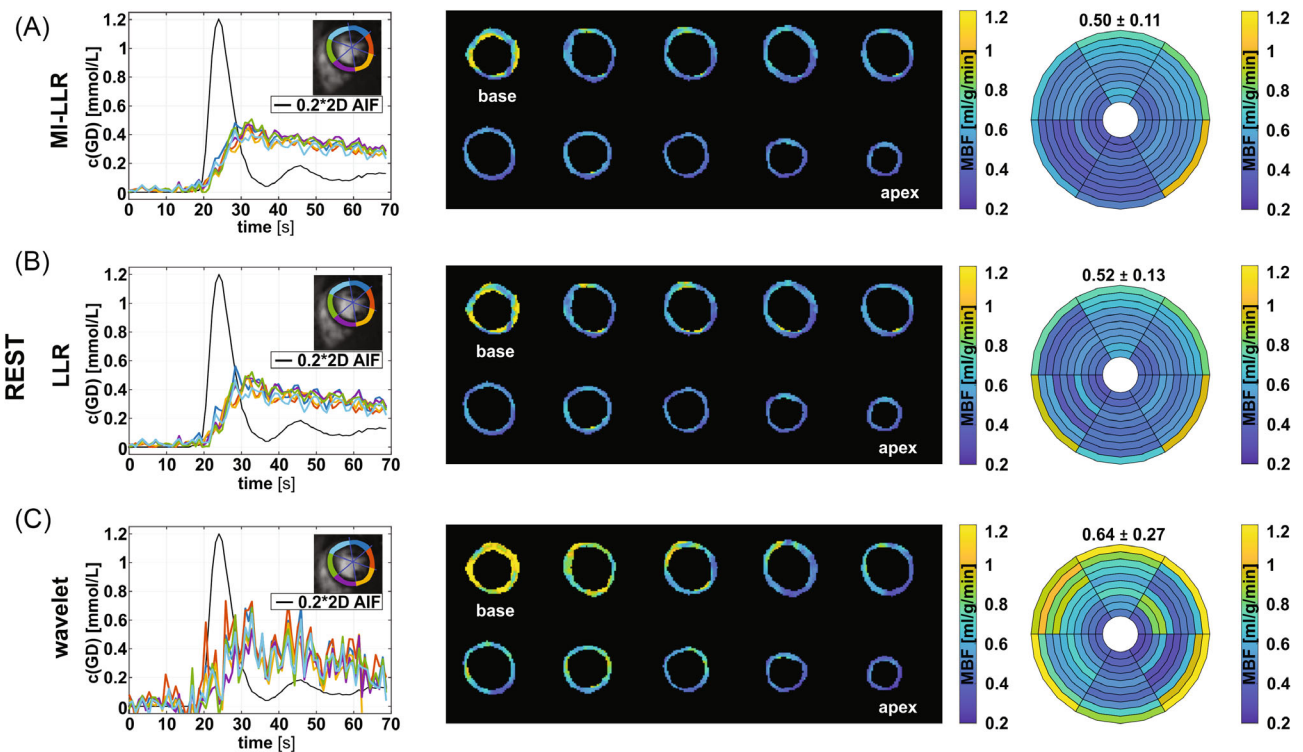 (A)
MI-LLR
c(GD) [mmol/L]
1.2
1.0
0.8
0.6
0.4
0.2
0
0 10 20 30 40 50 60 70
time [s]
0.2*2D AIF
base
apex
1.2
1
0.8
0.6
0.4
0.2
MBF [ml/g/min]
0.50 ± 0.11
1.2
1
0.8
0.6
0.4
0.2
MBF [ml/g/min]
(B)
REST
LLR
c(GD) [mmol/L]
1.2
1.0
0.8
0.6
0.4
0.2
0
0 10 20 30 40 50 60 70
time [s]
0.2*2D AIF
base
apex
1.2
1
0.8
0.6
0.4
0.2
MBF [ml/g/min]
0.52 ± 0.13
1.2
1
0.8
0.6
0.4
0.2
MBF [ml/g/min]
(C)
wavelet
c(GD) [mmol/L]
1.2
1.0
0.8
0.6
0.4
0.2
0
0 10 20 30 40 50 60 70
time [s]
0.2*2D AIF
base
apex
1.2
1
0.8
0.6
0.4
0.2
MBF [ml/g/min]
0.64 ± 0.27
1.2
1
0.8
0.6
0.4
0.2
MBF [ml/g/min]